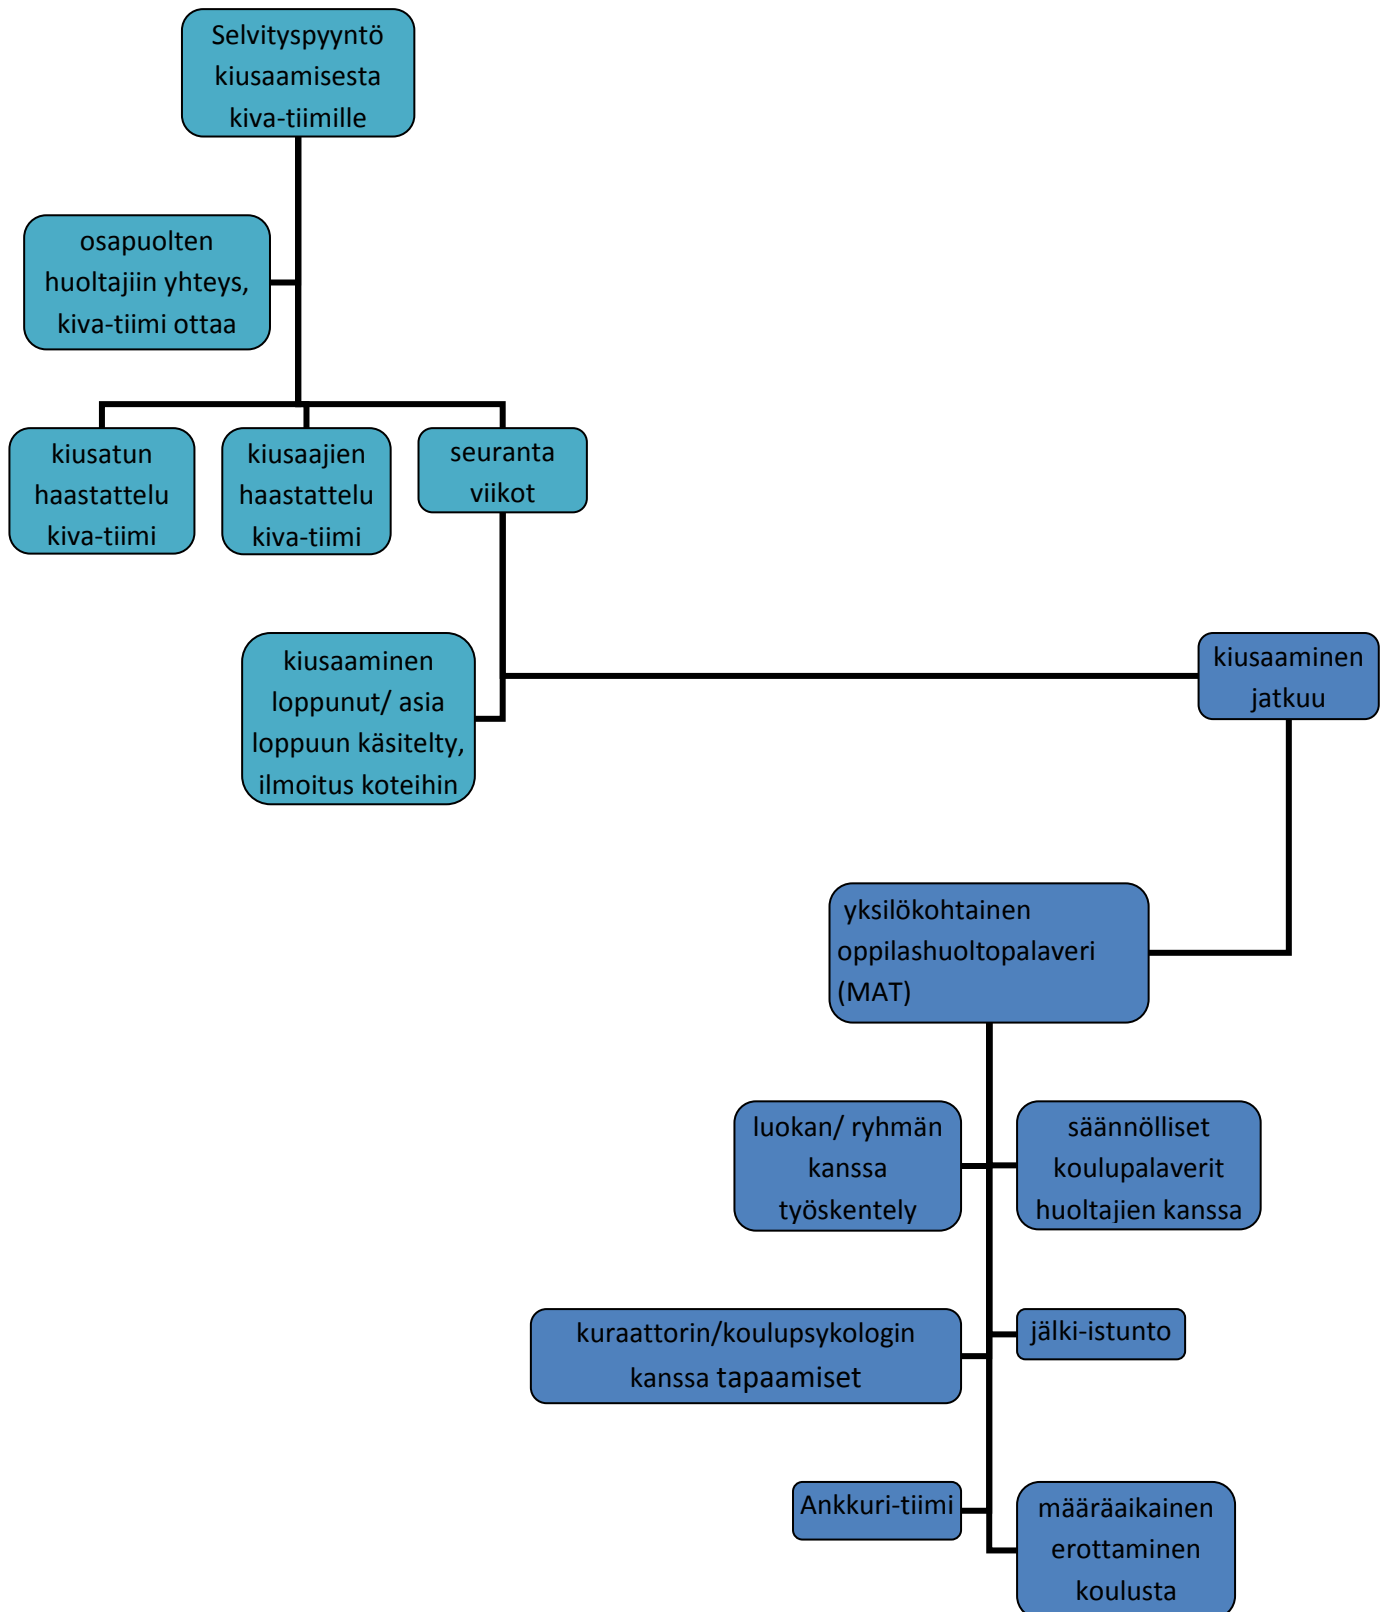 Selvityspyyntö
kiusaamisesta
kiva-tiimille
osapuolten
huoltajiin yhteys,
kiva-tiimi ottaa
kiusatun
haastattelu
kiva-tiimi
kiusaajien
haastattelu
kiva-tiimi
seuranta
viikot
kiusaaminen
loppunut/ asia
loppuun käsitelty,
ilmoitus koteihin
kiusaaminen
jatkuu
yksilökohtainen
oppilashuoltopalaveri
(MAT)
luokan/ ryhmän
kanssa
työskentely
säännölliset
koulupalaverit
huoltajien kanssa
kuraattorin/koulupsykologin
kanssa tapaamiset
jälki-istunto
Ankkuri-tiimi
määräaikainen
erottaminen
koulusta